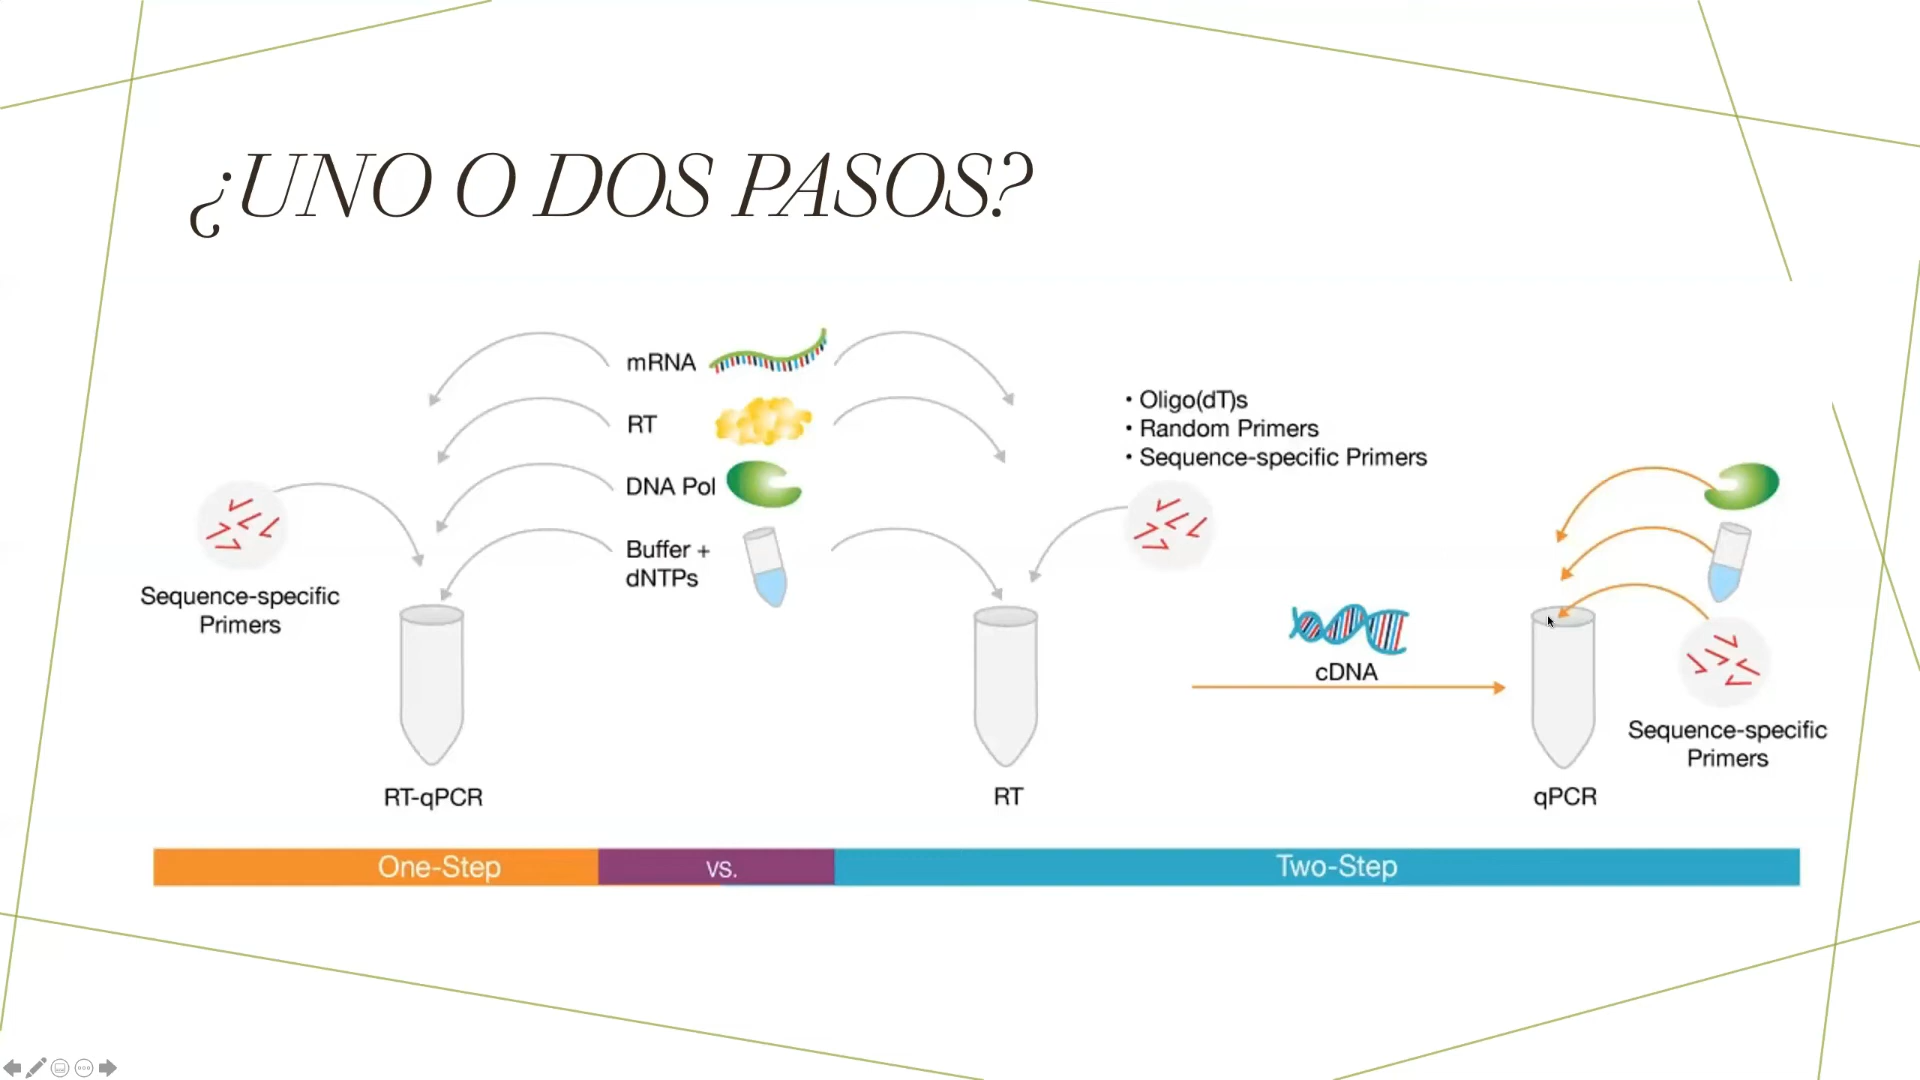 ¿UNO O DOS PASOS?
mRNA
RT
DNA Pol
Buffer +
dNTPs
Sequence-specific
Primers
RT-qPCR
• Oligo(dT)s
• Random Primers
• Sequence-specific Primers
RT
cDNA
Sequence-specific
Primers
qPCR
One-Step
vs.
Two-Step